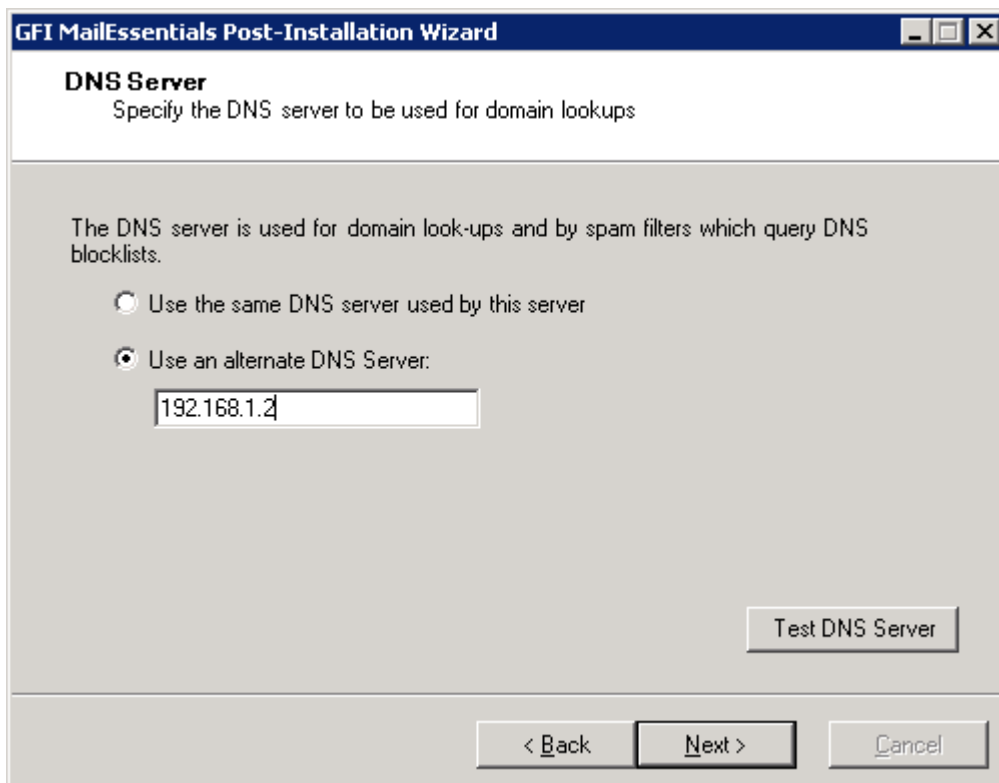 GFI MailEssentials Post-Installation Wizard
DNS Server
Specify the DNS server to be used for domain lookups
The DNS server is used for domain look-ups and by spam filters which query DNS
blocklists.
Use the same DNS server used by this server
Use an alternate DNS Server:
192.168.1.2
Test DNS Server
< Back
Next >
Cancel